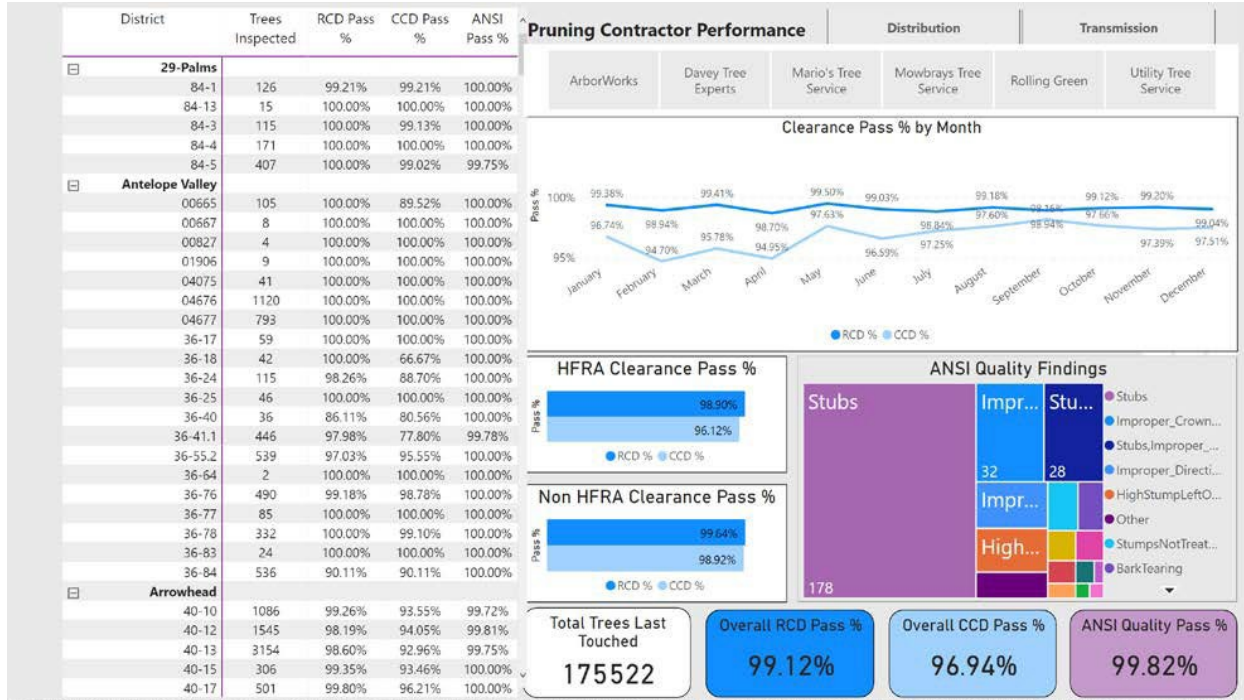 District Trees Inspected RCD Pass % CCD Pass % ANSI Pass %
29-Palms
84-1 126 99.21% 99.21% 100.00%
84-13 15 100.00% 100.00% 100.00%
84-3 115 100.00% 99.13% 100.00%
84-4 171 100.00% 100.00% 100.00%
84-5 407 100.00% 99.02% 99.75%
Antelope Valley
00665 105 100.00% 89.52% 100.00%
00667 8 100.00% 100.00% 100.00%
00827 4 100.00% 100.00% 100.00%
01906 9 100.00% 100.00% 100.00%
04075 41 100.00% 100.00% 100.00%
04676 1120 100.00% 100.00% 100.00%
04677 793 100.00% 100.00% 100.00%
36-17 59 100.00% 100.00% 100.00%
36-18 42 100.00% 66.67% 100.00%
36-24 115 98.26% 88.70% 100.00%
36-25 46 100.00% 100.00% 100.00%
36-40 36 86.11% 80.56% 100.00%
36-41.1 446 97.98% 77.80% 99.78%
36-55.2 539 97.03% 95.55% 100.00%
36-64 2 100.00% 100.00% 100.00%
36-76 490 99.18% 98.78% 100.00%
36-77 85 100.00% 100.00% 100.00%
36-78 332 100.00% 99.10% 100.00%
36-83 24 100.00% 100.00% 100.00%
36-84 536 90.11% 90.11% 100.00%
Arrowhead
40-10 1086 99.26% 93.55% 99.72%
40-12 1545 98.19% 94.05% 99.81%
40-13 3154 98.60% 92.96% 99.75%
40-15 306 99.35% 93.46% 100.00%
40-17 501 99.80% 96.21% 100.00%
Pruning Contractor Performance
Distribution
Transmission
ArborWorks
Davey Tree
Experts
Mario's Tree
Service
Mowbrays Tree
Service
Rolling Green
Utility Tree
Service
Clearance Pass % by Month
Pass %
100%
95%
99.38% 99.41% 99.50% 99.03% 99.18% 99.12% 99.20%
98.94% 98.70% 98.84% 99.04%
96.74% 94.70% 95.78% 94.95% 97.63% 96.59% 97.25% 97.60% 98.94% 97.66% 97.39% 97.51%
January February March April May June July August September October November December
RCD % CCD %
HFRA Clearance Pass %
Pass %
98.90%
96.12%
RCD % CCD %
Non HFRA Clearance Pass %
Pass %
99.64%
98.92%
RCD % CCD %
ANSI Quality Findings
Stubs
178
Impr...
32
Stu...
28
Impr...
High...
Stubs
Improper_Crown...
Stubs,Improper_...
Improper_Directi...
HighStumpLeftO...
Other
StumpsNotTreat...
BarkTearing
Total Trees Last
Touched
175522
Overall RCD Pass %
99.12%
Overall CCD Pass %
96.94%
ANSI Quality Pass %
99.82%